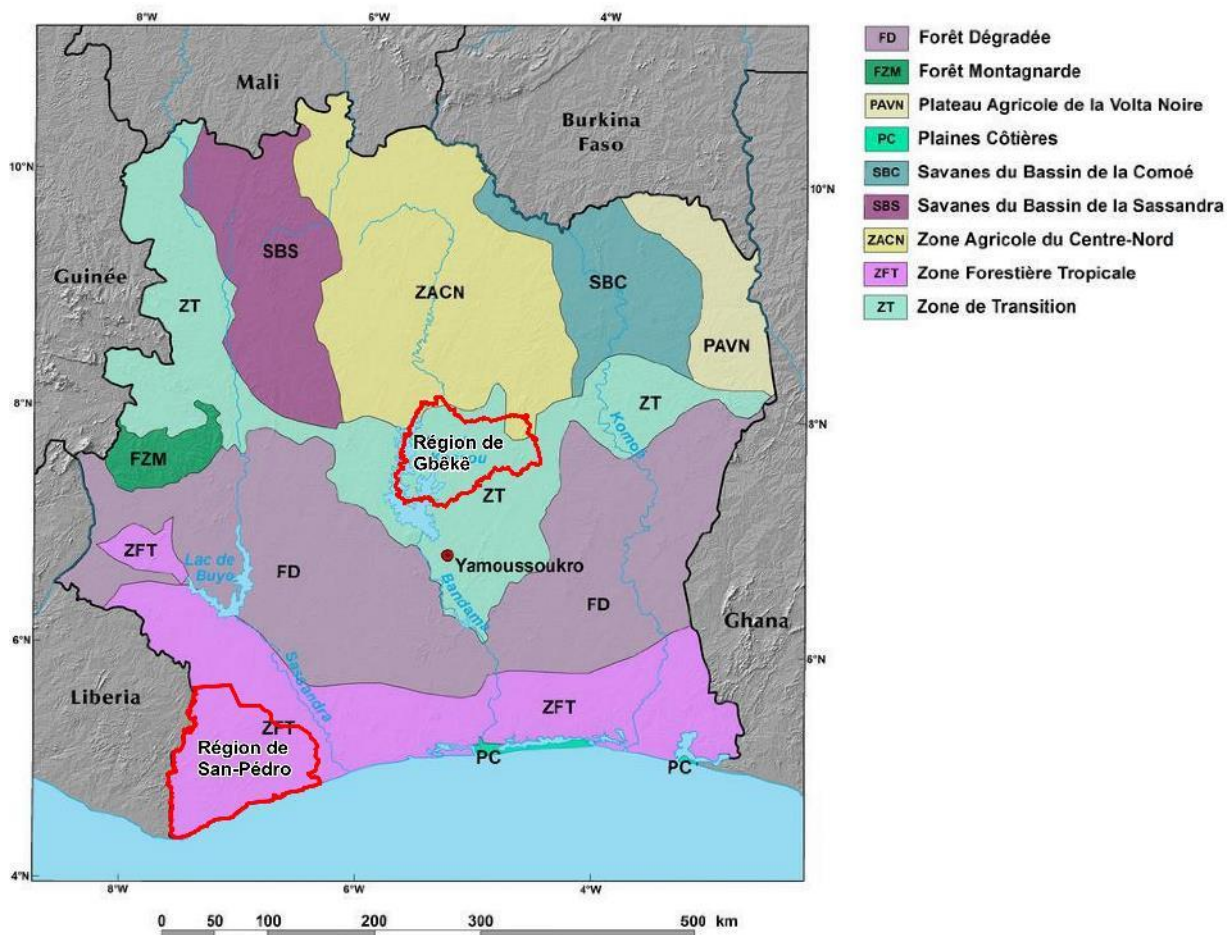 8°W
6°W
4°W
Mali
Burkina
Faso
10°N
10°N
SBS
ZACN
SBC
PAVN
Guinée
ZT
ZT
8°N
8°N
Komoé
Région de
Gbêkê
FZM
ZT
ZFT
Lac de
Buyo
FD
Yamoussoukro
Bandama
FD
Ghana
6°N
6°N
Liberia
Sassandra
ZFT
ZFT
Région de
San-Pédro
PC
PC
4°N
8°W
6°W
4°W
0 50 100 200 300 500 km
FD Forêt Dégradée
FZM Forêt Montagnarde
PAVN Plateau Agricole de la Volta Noire
PC Plaines Côtières
SBC Savanes du Bassin de la Comoé
SBS Savanes du Bassin de la Sassandra
ZACN Zone Agricole du Centre-Nord
ZFT Zone Forestière Tropicale
ZT Zone de Transition